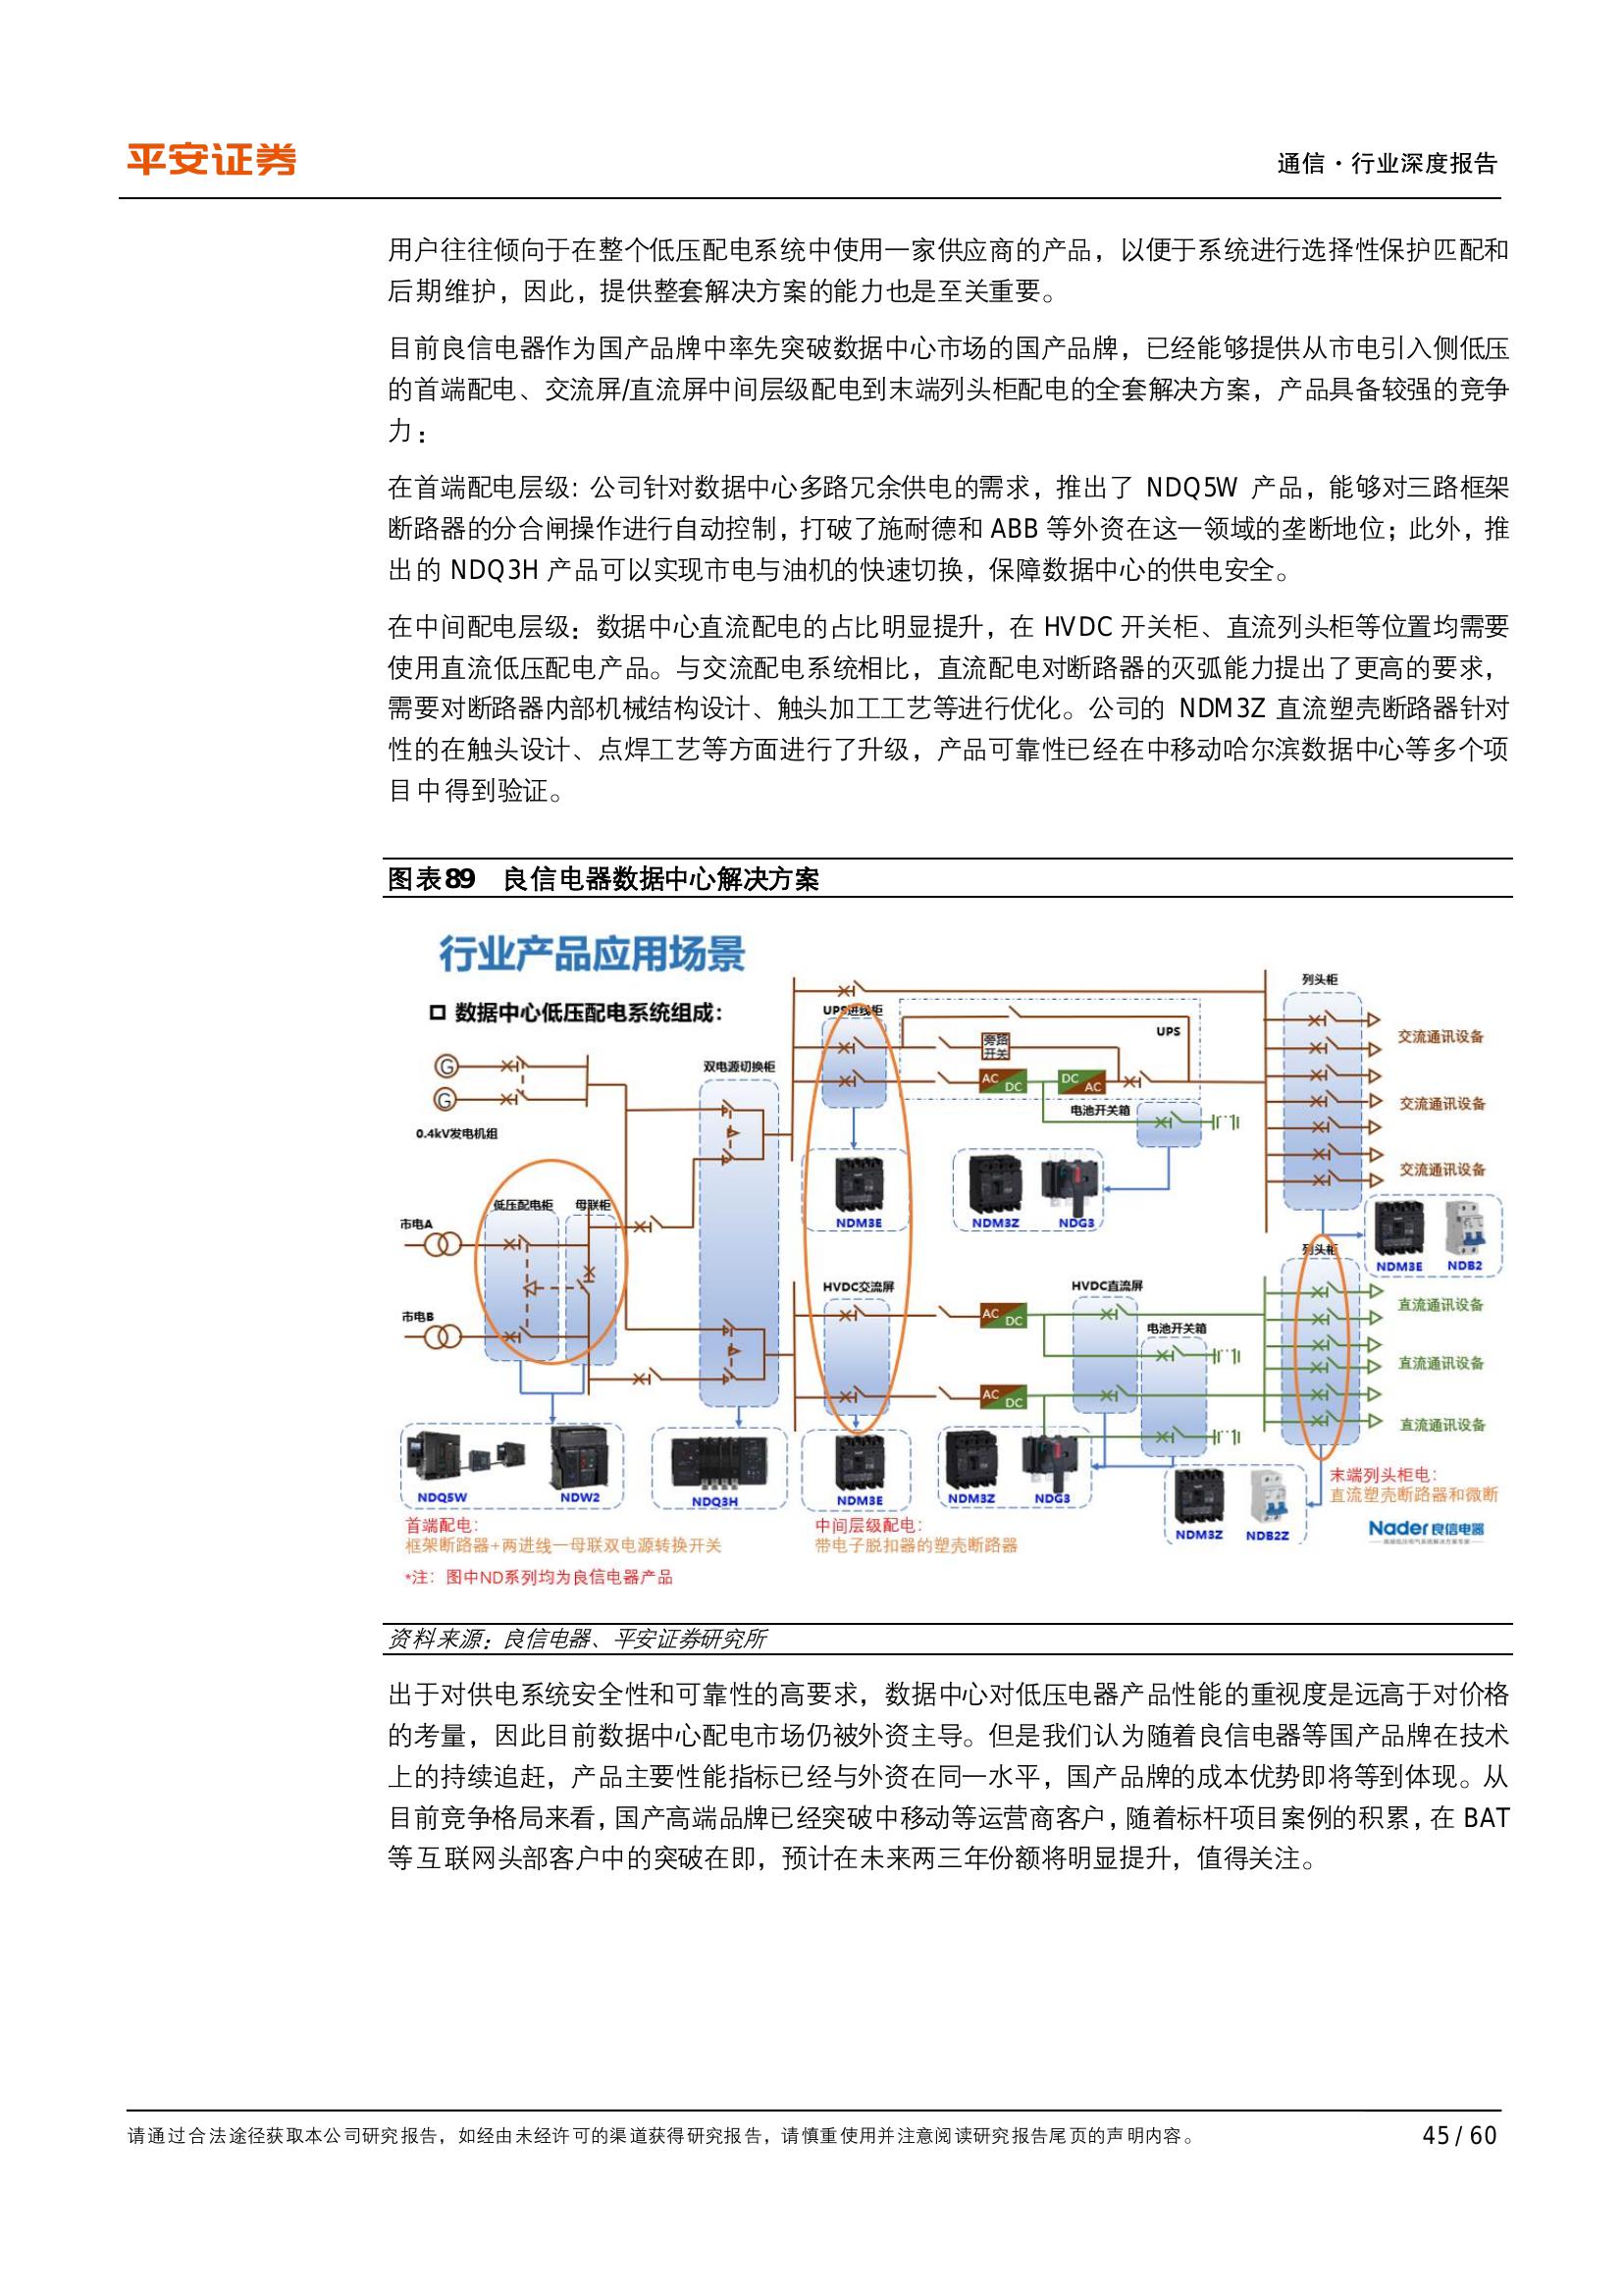 平安证券
通信·行业深度报告
用户往往倾向于在整个低压配电系统中使用一家供应商的产品，以便于系统进行选择性保护匹配和
后期维护，因此，提供整套解决方案的能力也是至关重要。
目前良信电器作为国产品牌中率先突破数据中心市场的国产品牌，已经能够提供从市电引入侧低压
的首端配电、交流屏/直流屏中间层级配电到末端列头柜配电的全套解决方案，产品具备较强的竞争
力：
在首端配电层级：公司针对数据中心多路冗余供电的需求，推出了 NDQ5W 产品，能够对三路框架
断路器的分合闸操作进行自动控制，打破了施耐德和 ABB 等外资在这一领域的垄断地位；此外，推
出的 NDQ3H 产品可以实现市电与油机的快速切换，保障数据中心的供电安全。
在中间配电层级：数据中心直流配电的占比明显提升，在 HVDC 开关柜、直流列头柜等位置均需要
使用直流低压配电产品。与交流配电系统相比，直流配电对断路器的灭弧能力提出了更高的要求，
需要对断路器内部机械结构设计、触头加工工艺等进行优化。公司的 NDM3Z 直流塑壳断路器针对
性的在触头设计、点焊工艺等方面进行了升级，产品可靠性已经在中移动哈尔滨数据中心等多个项
目中得到验证。
图表89 良信电器数据中心解决方案
行业产品应用场景
数据中心低压配电系统组成：
列头柜
UPS进线柜
UPS
旁路
开关
交流通讯设备
G
双电源切换柜
AC
DC
DC
AC
G
电池开关箱
交流通讯设备
0.4kV发电机组
交流通讯设备
低压配电柜
母联柜
市电A
NDM3E
NDM3Z
NDG3
列头柜
NDM3E
NDB2
HVDC交流屏
HVDC直流屏
直流通讯设备
市电B
AC
DC
电池开关箱
直流通讯设备
AC
DC
直流通讯设备
NDQ5W
NDW2
NDQ3H
NDM3E
NDM3Z
NDG3
末端列头柜电：
直流塑壳断路器和微断
首端配电：
框架断路器+两进线一母联双电源转换开关
中间层级配电：
带电子脱扣器的塑壳断路器
NDM3Z
NDB2Z
Nader良信电器
*注：图中ND系列均为良信电器产品
资料来源：良信电器、平安证券研究所
出于对供电系统安全性和可靠性的高要求，数据中心对低压电器产品性能的重视度是远高于对价格
的考量，因此目前数据中心配电市场仍被外资主导。但是我们认为随着良信电器等国产品牌在技术
上的持续追赶，产品主要性能指标已经与外资在同一水平，国产品牌的成本优势即将等到体现。从
目前竞争格局来看，国产高端品牌已经突破中移动等运营商客户，随着标杆项目案例的积累，在 BAT
等互联网头部客户中的突破在即，预计在未来两三年份额将明显提升，值得关注。
请通过合法途径获取本公司研究报告，如经由未经许可的渠道获得研究报告，请慎重使用并注意阅读研究报告尾页的声明内容。
45 / 60